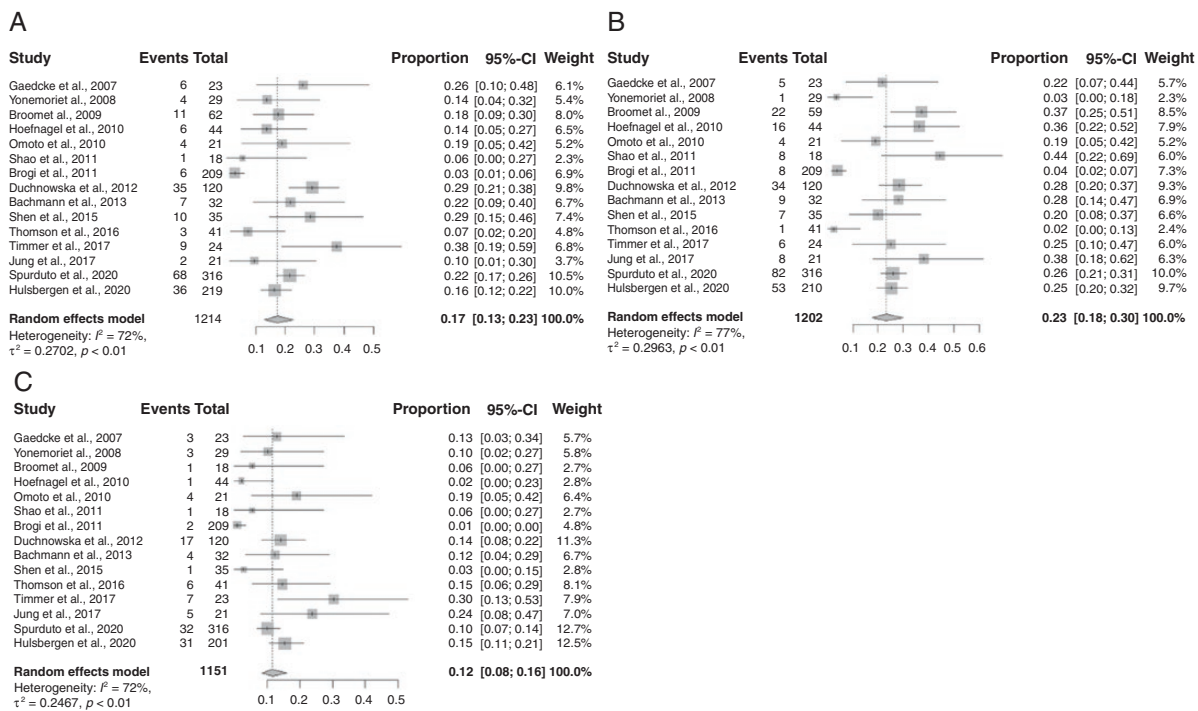 A
Study Events Total Proportion 95%-CI Weight
Gaedcke et al., 2007 6 23 0.26 [0.10; 0.48] 6.1%
Yonemoriet al., 2008 4 29 0.14 [0.04; 0.32] 5.4%
Broomet al., 2009 11 62 0.18 [0.09; 0.30] 8.0%
Hoefnagel et al., 2010 6 44 0.14 [0.05; 0.27] 6.5%
Omoto et al., 2010 4 21 0.19 [0.05; 0.42] 5.2%
Shao et al., 2011 1 18 0.06 [0.00; 0.27] 2.3%
Brogi et al., 2011 6 209 0.03 [0.01; 0.06] 6.9%
Duchnowska et al., 2012 35 120 0.29 [0.21; 0.38] 9.8%
Bachmann et al., 2013 7 32 0.22 [0.09; 0.40] 6.7%
Shen et al., 2015 10 35 0.29 [0.15; 0.46] 7.4%
Thomson et al., 2016 3 41 0.07 [0.02; 0.20] 4.8%
Timmer et al., 2017 9 24 0.38 [0.19; 0.59] 6.8%
Jung et al., 2017 2 21 0.10 [0.01; 0.30] 3.7%
Spurduto et al., 2020 68 316 0.22 [0.17; 0.26] 10.5%
Hulsbergen et al., 2020 36 219 0.16 [0.12; 0.22] 10.0%
Random effects model 1214 0.17 [0.13; 0.23] 100.0%
Heterogeneity: I² = 72%,
τ² = 0.2702, p < 0.01
0.1 0.2 0.3 0.4 0.5
B
Study Events Total Proportion 95%-CI Weight
Gaedcke et al., 2007 5 23 0.22 [0.07; 0.44] 5.7%
Yonemoriet al., 2008 1 29 0.03 [0.00; 0.18] 2.3%
Broomet al., 2009 22 59 0.37 [0.25; 0.51] 8.5%
Hoefnagel et al., 2010 16 44 0.36 [0.22; 0.52] 7.9%
Omoto et al., 2010 4 21 0.19 [0.05; 0.42] 5.2%
Shao et al., 2011 8 18 0.44 [0.22; 0.69] 6.3%
Brogi et al., 2011 8 209 0.04 [0.02; 0.07] 7.3%
Duchnowska et al., 2012 34 120 0.28 [0.20; 0.37] 9.3%
Bachmann et al., 2013 9 32 0.28 [0.14; 0.47] 6.9%
Shen et al., 2015 7 35 0.20 [0.08; 0.37] 6.6%
Thomson et al., 2016 1 41 0.02 [0.00; 0.13] 2.4%
Timmer et al., 2017 6 24 0.25 [0.10; 0.47] 6.1%
Jung et al., 2017 8 21 0.38 [0.18; 0.62] 6.3%
Spurduto et al., 2020 82 316 0.26 [0.21; 0.31] 10.0%
Hulsbergen et al., 2020 53 210 0.25 [0.20; 0.32] 9.7%
Random effects model 1202 0.23 [0.18; 0.30] 100.0%
Heterogeneity: I² = 77%,
τ² = 0.2963, p < 0.01
0.1 0.2 0.3 0.4 0.5 0.6
C
Study Events Total Proportion 95%-CI Weight
Gaedcke et al., 2007 3 23 0.13 [0.03; 0.34] 5.7%
Yonemoriet al., 2008 3 29 0.10 [0.02; 0.27] 5.8%
Broomet al., 2009 1 18 0.06 [0.00; 0.27] 2.7%
Hoefnagel et al., 2010 1 44 0.02 [0.00; 0.23] 2.8%
Omoto et al., 2010 4 21 0.19 [0.05; 0.42] 6.4%
Shao et al., 2011 1 18 0.06 [0.00; 0.27] 2.7%
Brogi et al., 2011 2 209 0.01 [0.00; 0.00] 4.8%
Duchnowska et al., 2012 17 120 0.14 [0.08; 0.22] 11.3%
Bachmann et al., 2013 4 32 0.12 [0.04; 0.29] 6.7%
Shen et al., 2015 1 35 0.03 [0.00; 0.15] 2.8%
Thomson et al., 2016 6 41 0.15 [0.06; 0.29] 8.1%
Timmer et al., 2017 7 23 0.30 [0.13; 0.53] 7.9%
Jung et al., 2017 5 21 0.24 [0.08; 0.47] 7.0%
Spurduto et al., 2020 32 316 0.10 [0.07; 0.14] 12.7%
Hulsbergen et al., 2020 31 201 0.15 [0.11; 0.21] 12.5%
Random effects model 1151 0.12 [0.08; 0.16] 100.0%
Heterogeneity: I² = 72%,
τ² = 0.2467, p < 0.01
0.1 0.2 0.3 0.4 0.5